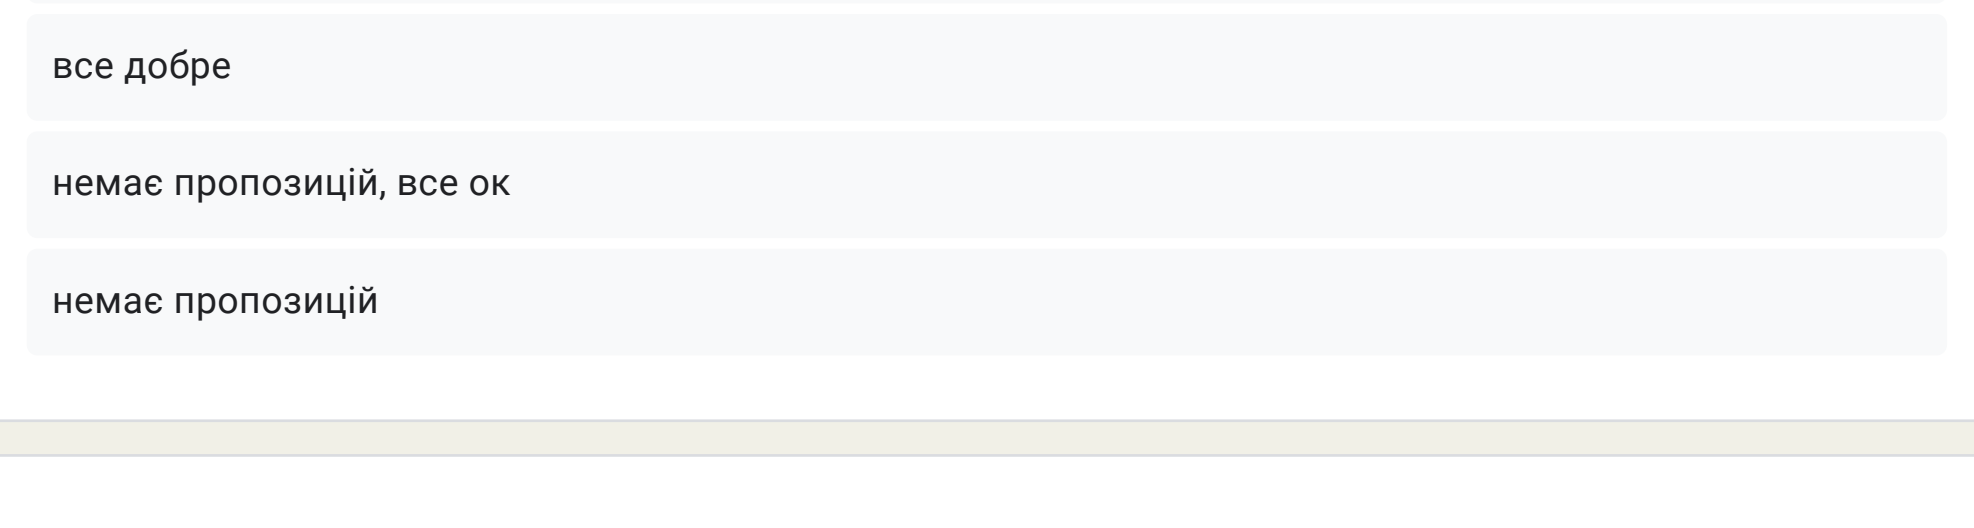 все добре
немає пропозицій, все ок
немає пропозицій